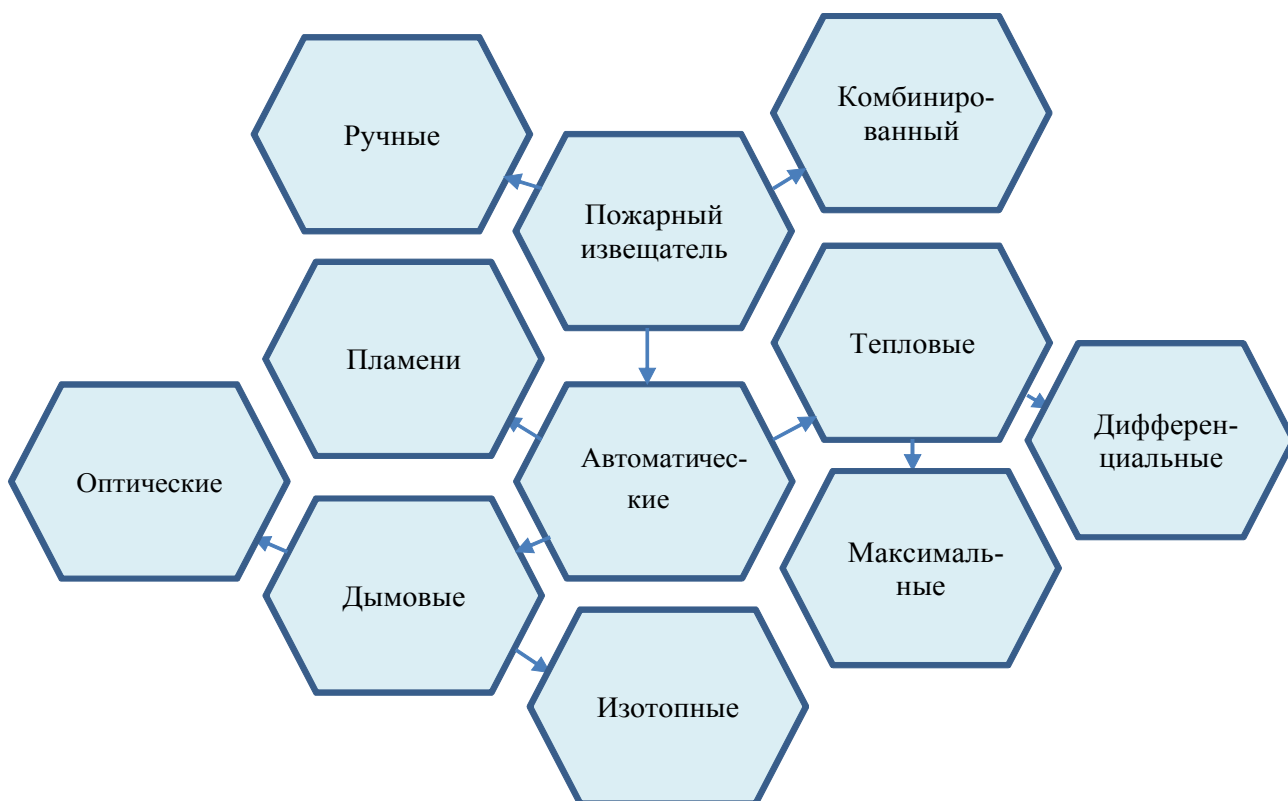 Комбиниро-
ванный
Ручные
Пожарный
извещатель
Пламени
Тепловые
Дифферен-
циальные
Оптические
Автоматичес-
кие
Максималь-
ные
Дымовые
Изотопные